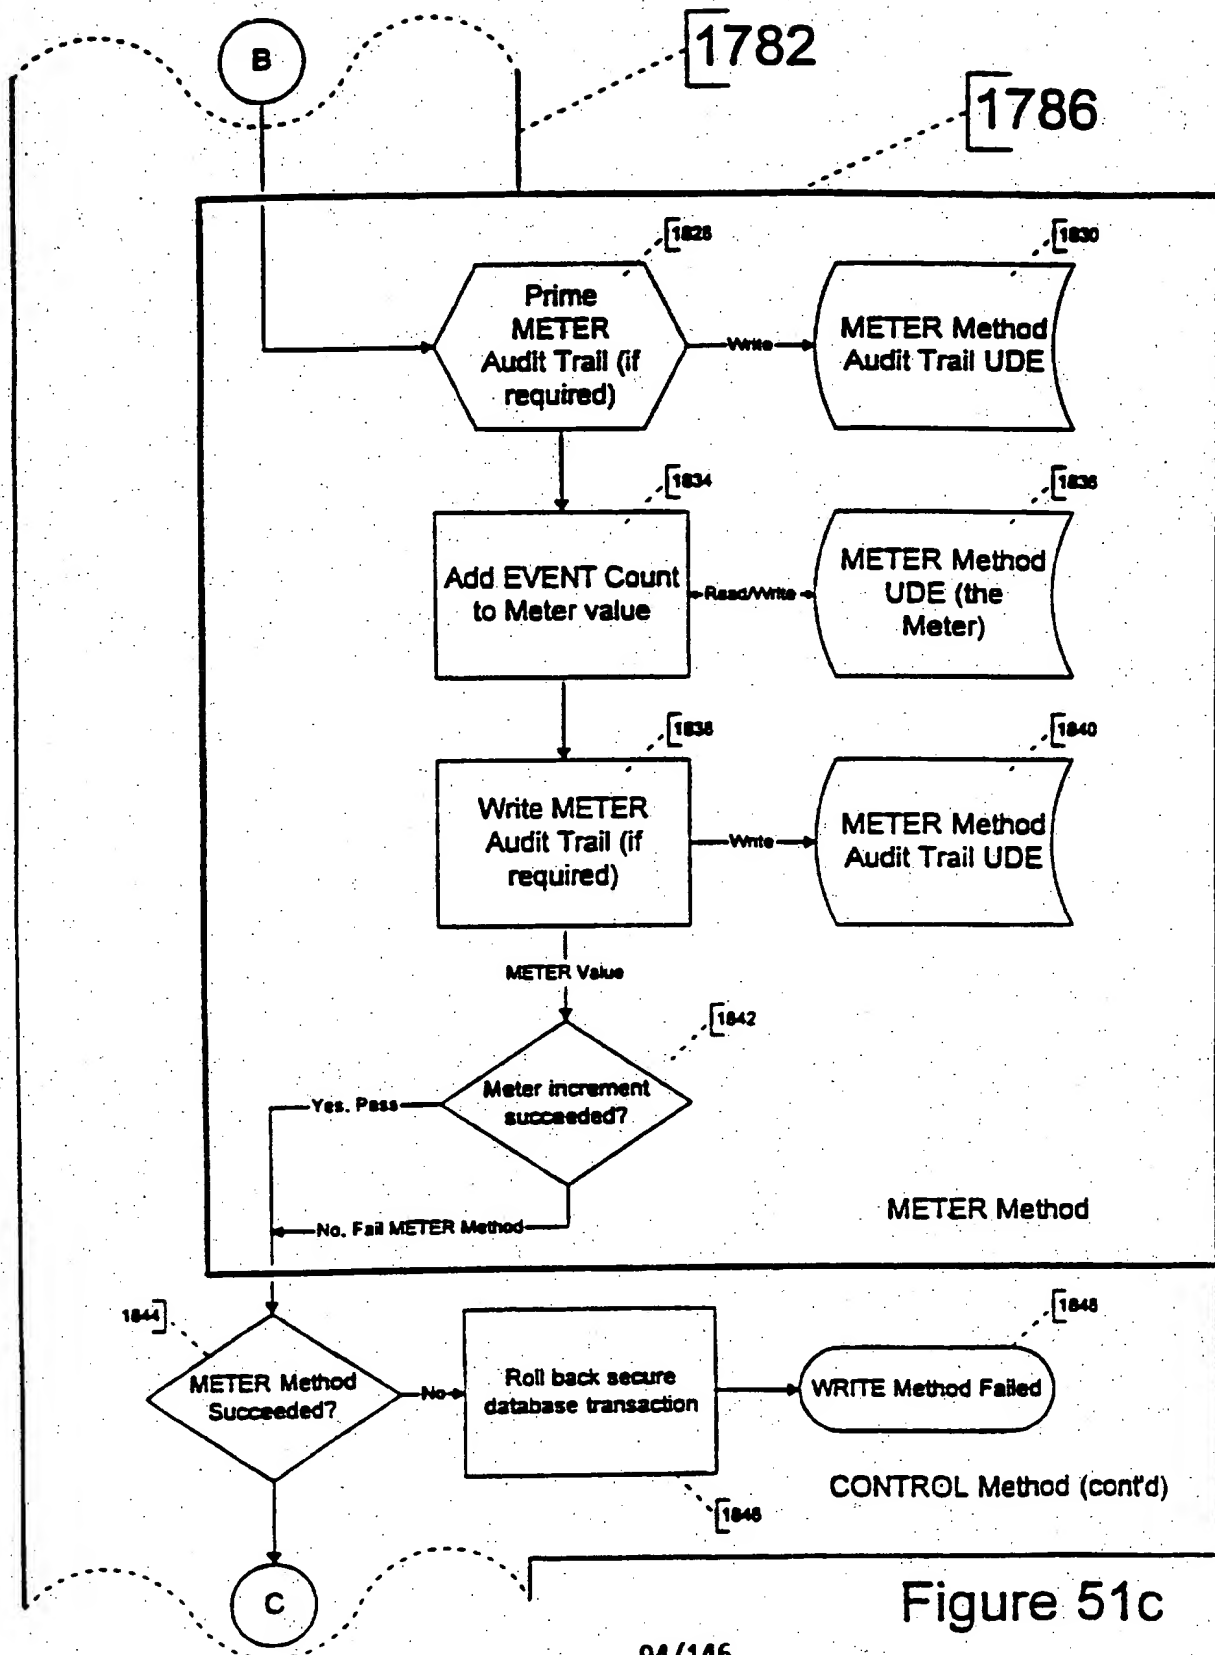 B
1782
1786
1828
1830
Prime
METER
Audit Trail (if
required)
Write
METER Method
Audit Trail UDE
1834
1836
Add EVENT Count
to Meter value
Read/Write
METER Method
UDE (the
Meter)
1838
1840
Write METER
Audit Trail (if
required)
Write
METER Method
Audit Trail UDE
METER Value
1842
Meter increment
succeeded?
Yes. Pass
No. Fail METER Method
METER Method
1844
1848
METER Method
Succeeded?
No
Roll back secure
database transaction
WRITE Method Failed
1846
CONTROL Method (cont'd)
C
Figure 51c
94/146